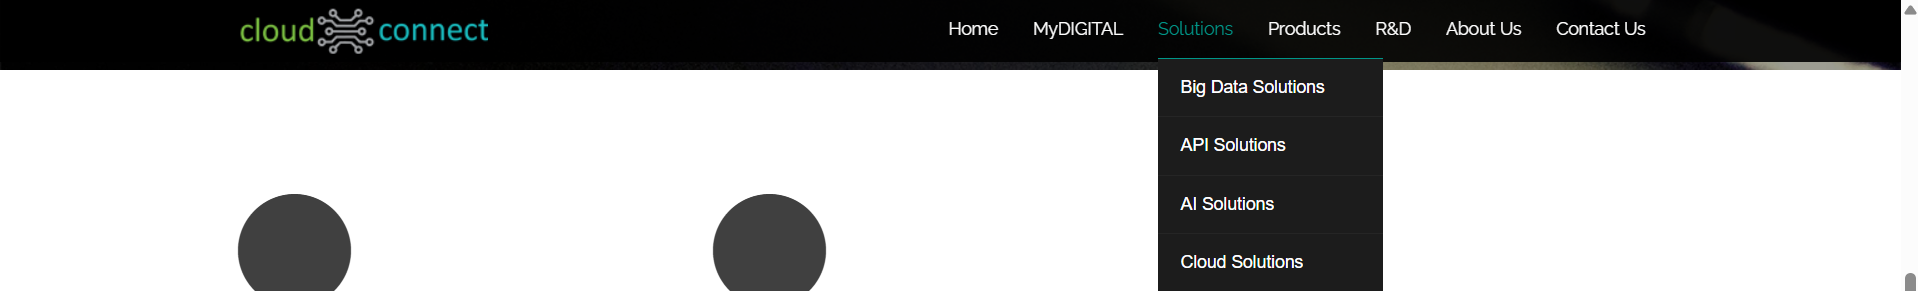 cloud connect
Home MyDIGITAL Solutions Products R&D About Us Contact Us
Big Data Solutions
API Solutions
AI Solutions
Cloud Solutions